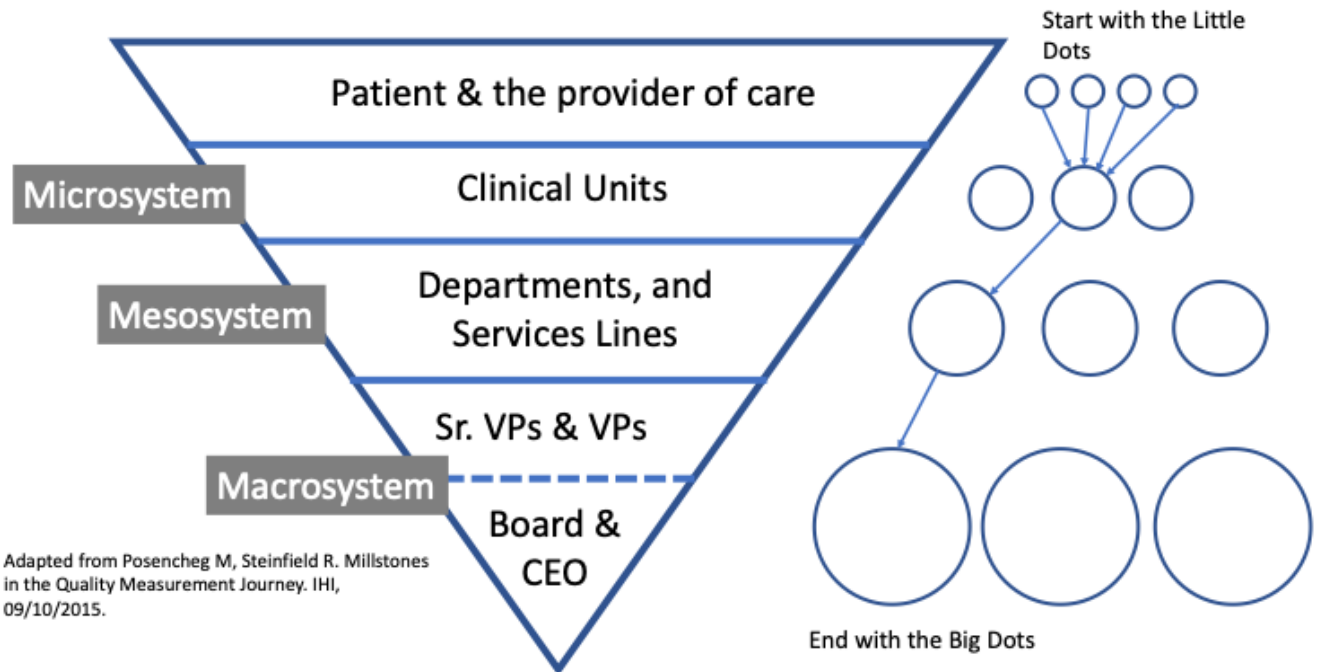 Start with the Little
Dots
Patient & the provider of care
Microsystem
Clinical Units
Mesosystem
Departments, and
Services Lines
Sr. VPs & VPs
Macrosystem
Board &
CEO
Adapted from Posencheg M, Steinfield R. Millstones
in the Quality Measurement Journey. IHI,
09/10/2015.
End with the Big Dots